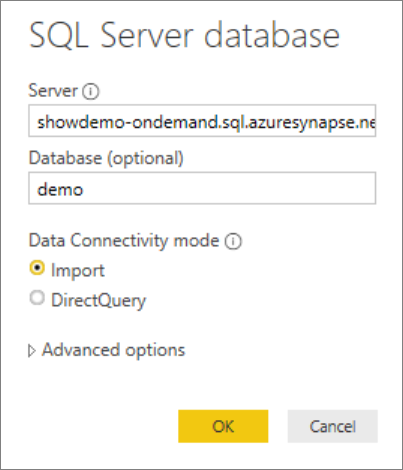 SQL Server database
Server
showdemo-ondemand.sql.azuresynapse.ne
Database (optional)
demo
Data Connectivity mode
Import
DirectQuery
Advanced options
OK
Cancel